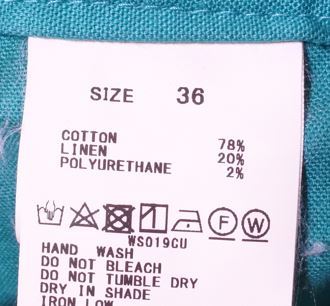 SIZE 36
COTTON 78%
LINEN 20%
POLYURETHANE 2%
F W
WS019CU
HAND WASH
DO NOT BLEACH
DO NOT TUMBLE DRY
DRY IN SHADE
IRON LOW